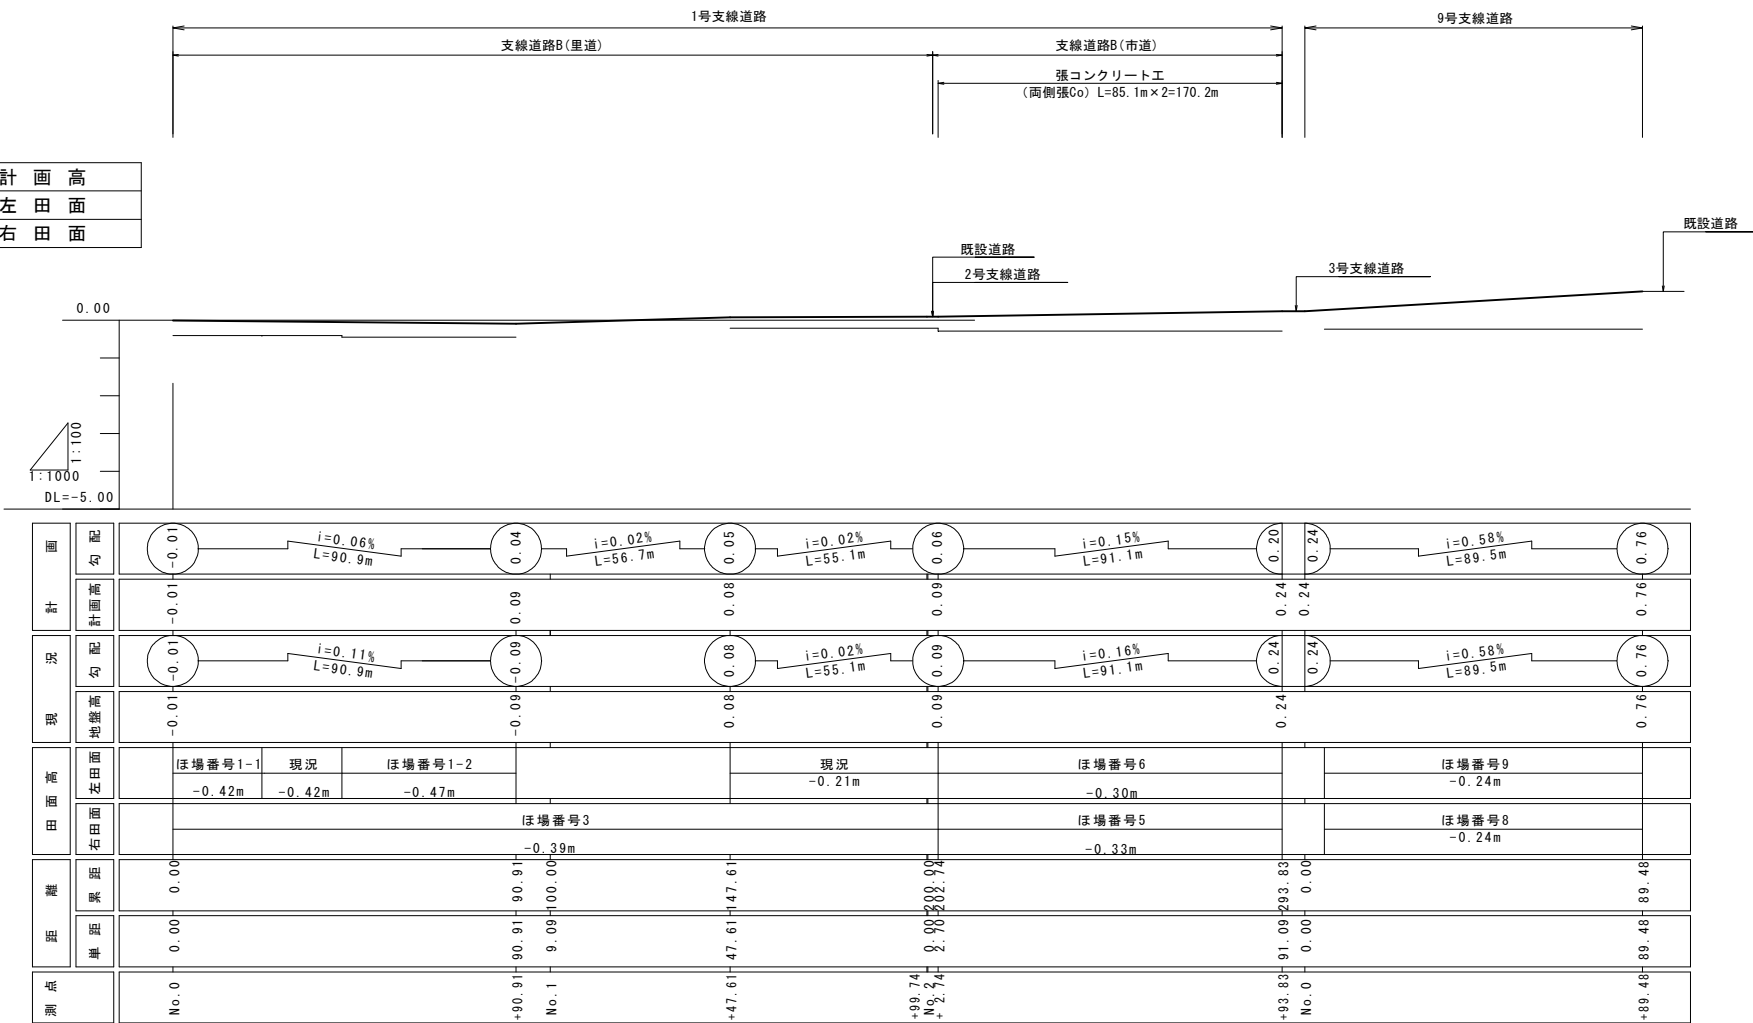 1号支線道路
9号支線道路
支線道路B(里道)
支線道路B(市道)
張コンクリート工
(両側張Co) L=85.1m×2=170.2m
計画高
左田面
右田面
既設道路
既設道路
2号支線道路
3号支線道路
0.00
1:100
1:1000
DL=-5.00
計画
勾配
-0.01
i=0.06%
L=90.9m
0.04
i=0.02%
L=56.7m
0.05
i=0.02%
L=55.1m
0.06
i=0.15%
L=91.1m
0.20
0.24
i=0.58%
L=89.5m
0.76
計画高
-0.01
0.09
0.08
0.09
0.24
0.24
0.76
現況
勾配
-0.01
i=0.11%
L=90.9m
-0.09
0.08
i=0.02%
L=55.1m
0.09
i=0.16%
L=91.1m
0.24
0.24
i=0.58%
L=89.5m
0.76
地盤高
-0.01
-0.09
0.08
0.09
0.24
0.76
田面高
左田面
ほ場番号1-1
現況
ほ場番号1-2
現況
ほ場番号6
ほ場番号9
-0.42m
-0.42m
-0.47m
-0.21m
-0.30m
-0.24m
右田面
ほ場番号3
ほ場番号5
ほ場番号8
-0.39m
-0.33m
-0.24m
距離
累距
0.00
90.91
100.00
147.61
200.00
202.74
293.83
0.00
89.48
単距
0.00
90.91
9.09
47.61
0.00
2.70
91.09
0.00
89.48
測点
No.0
+90.91
No.1
+47.61
+99.74
No.2
+2.74
+93.83
No.0
+89.48